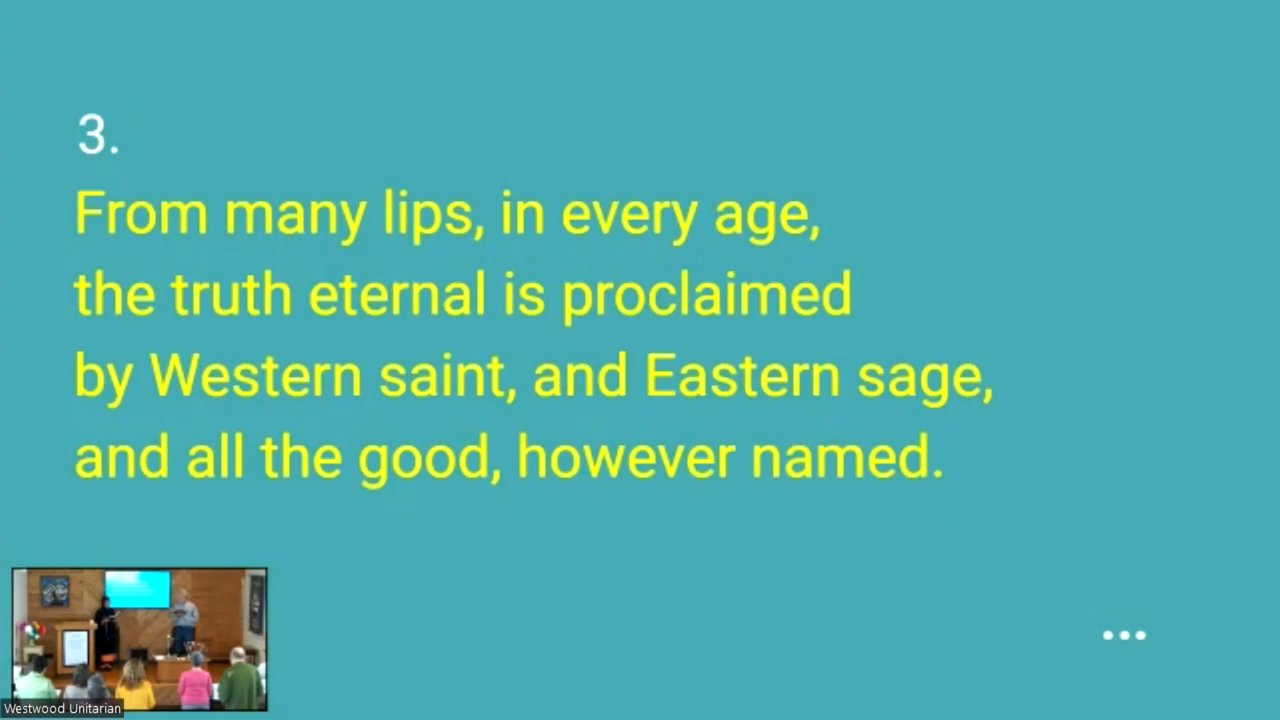 3.
From many lips, in every age,
the truth eternal is proclaimed
by Western saint, and Eastern sage,
and all the good, however named.
...
Westwood Unitarian